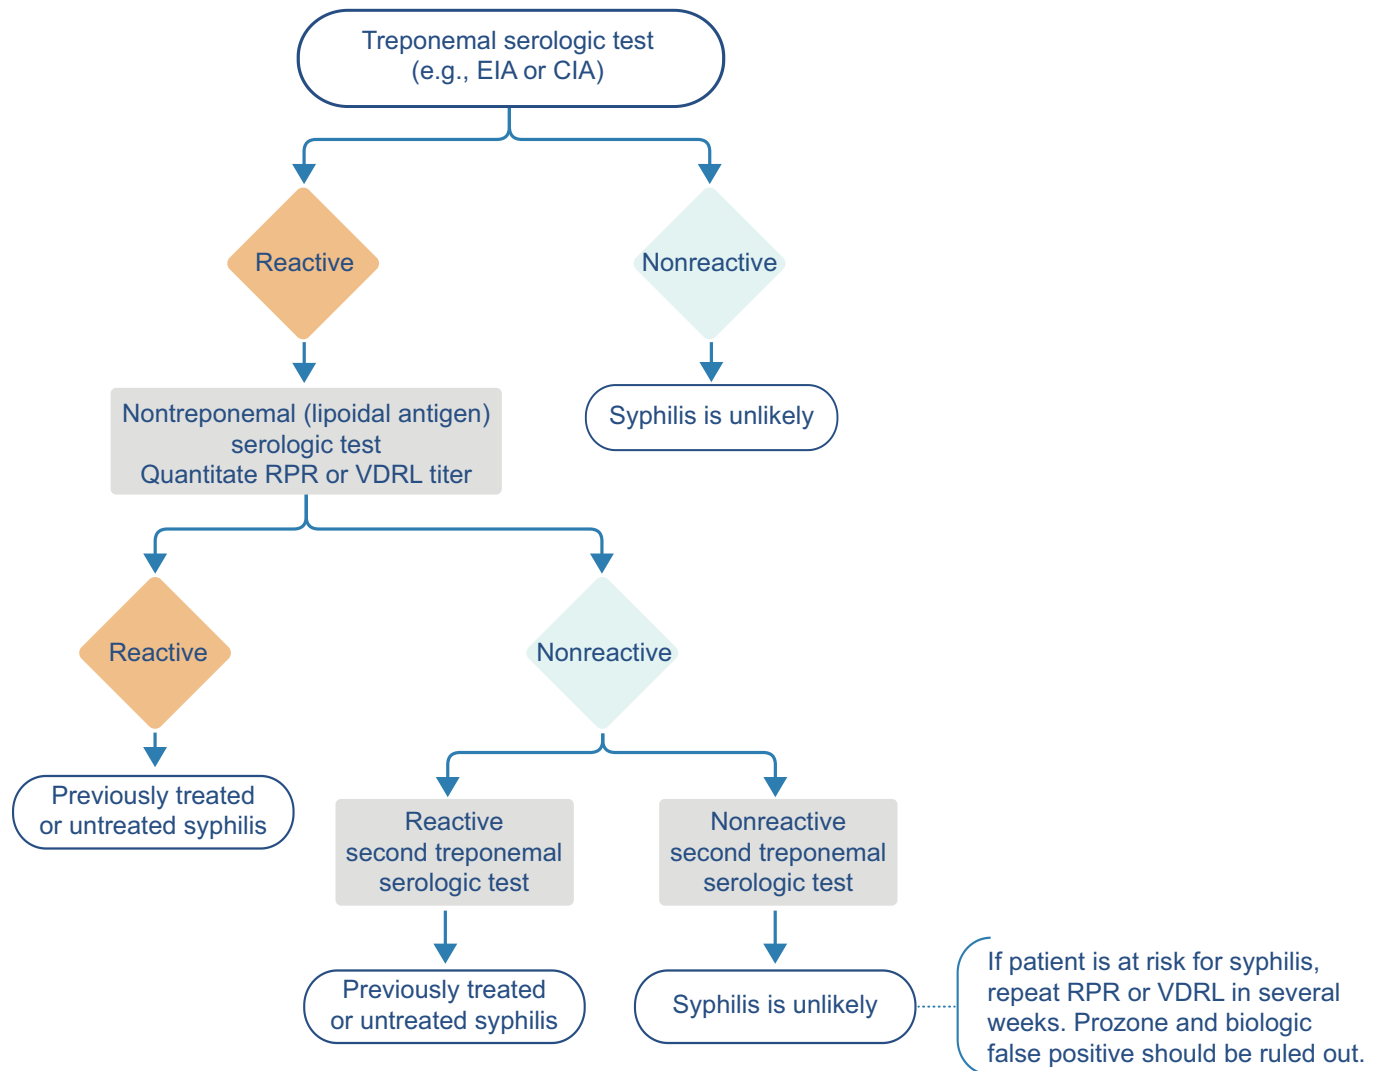 Treponemal serologic test
(e.g., EIA or CIA)
Reactive
Nonreactive
Nontreponemal (lipoidal antigen)
serologic test
Quantitate RPR or VDRL titer
Syphilis is unlikely
Reactive
Nonreactive
Previously treated
or untreated syphilis
Reactive
second treponemal
serologic test
Nonreactive
second treponemal
serologic test
Previously treated
or untreated syphilis
Syphilis is unlikely
If patient is at risk for syphilis,
repeat RPR or VDRL in several
weeks. Prozone and biologic
false positive should be ruled out.